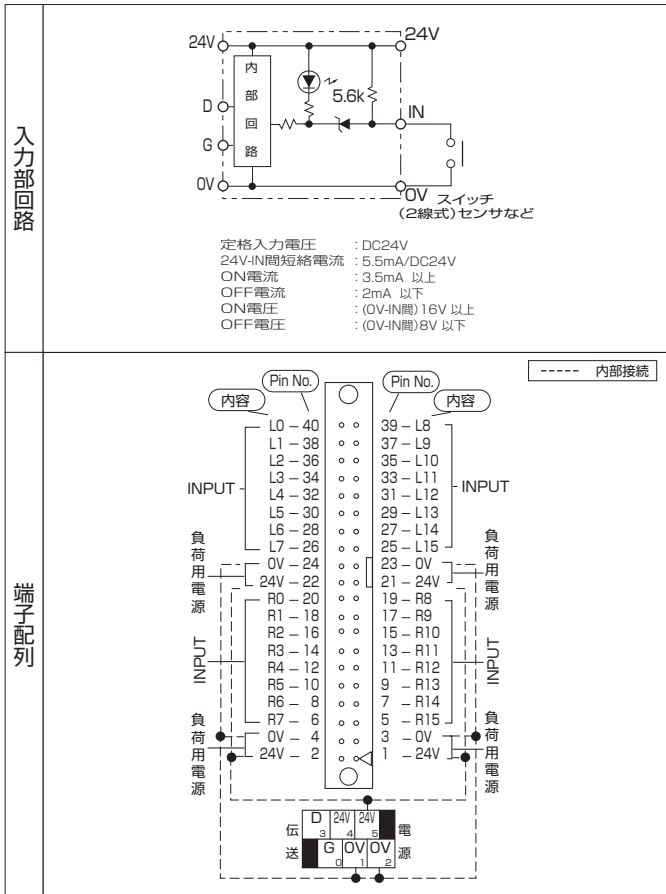 入力部回路
24V 24V
内部回路
5.6k
D
IN
G
0V 0V
スイッチ
(2線式)センサなど
定格入力電圧 : DC24V
24V-IN間短絡電流 : 5.5mA/DC24V
ON電流 : 3.5mA 以上
OFF電流 : 2mA 以下
ON電圧 : (0V-IN間)16V 以上
OFF電圧 : (0V-IN間)8V 以下
端子配列
----- 内部接続
Pin No. Pin No.
内容 内容
L0 – 40 39 – L8
L1 – 38 37 – L9
L2 – 36 35 – L10
L3 – 34 33 – L11
INPUT INPUT
L4 – 32 31 – L12
L5 – 30 29 – L13
L6 – 28 27 – L14
L7 – 26 25 – L15
負荷用電源 負荷用電源
0V – 24 23 – 0V
24V – 22 21 – 24V
R0 – 20 19 – R8
R1 – 18 17 – R9
R2 – 16 15 – R10
R3 – 14 13 – R11
INPUT INPUT
R4 – 12 11 – R12
R5 – 10 9 – R13
R6 – 8 7 – R14
R7 – 6 5 – R15
負荷用電源 負荷用電源
0V – 4 3 – 0V
24V – 2 1 – 24V
伝送 電源
D 3 24V 4 24V 5
G 0 0V 1 0V 2